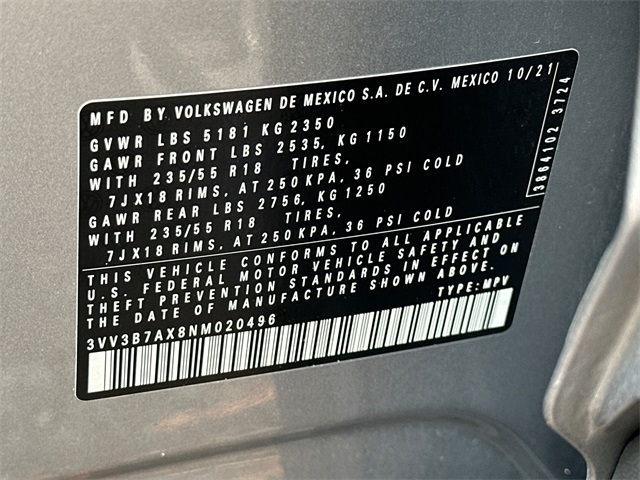 MFD BY VOLKSWAGEN DE MEXICO S.A. DE C.V. MEXICO 10/21
GVWR LBS 5181 KG 2350
GAWR FRONT LBS 2535, KG 1150
WITH 235/55 R18 TIRES,
7JX18 RIMS, AT 250 KPA, 36 PSI COLD
GAWR REAR LBS 2756, KG 1250
WITH 235/55 R18 TIRES,
7JX18 RIMS, AT 250 KPA, 36 PSI COLD
3864102 3724
THIS VEHICLE CONFORMS TO ALL APPLICABLE
U.S. FEDERAL MOTOR VEHICLE SAFETY AND
THEFT PREVENTION STANDARDS IN EFFECT ON
THE DATE OF MANUFACTURE SHOWN ABOVE.
3VV3B7AX8NM020496 TYPE: MPV